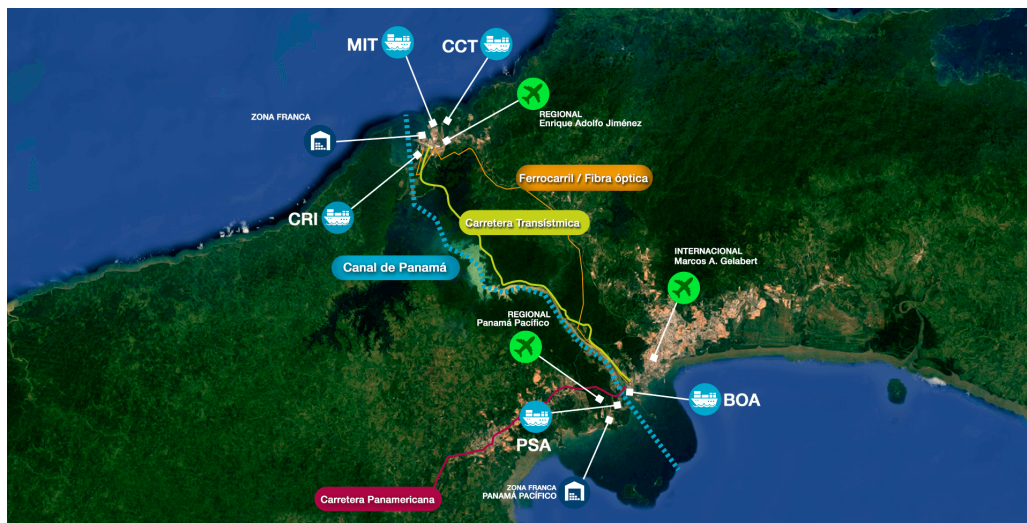 MIT
CCT
ZONA FRANCA
REGIONAL
Enrique Adolfo Jiménez
Ferrocarril / Fibra óptica
CRI
Carretera Transístmica
Canal de Panamá
INTERNACIONAL
Marcos A. Gelabert
REGIONAL
Panamá Pacífico
BOA
PSA
Carretera Panamericana
ZONA FRANCA
PANAMÁ PACÍFICO